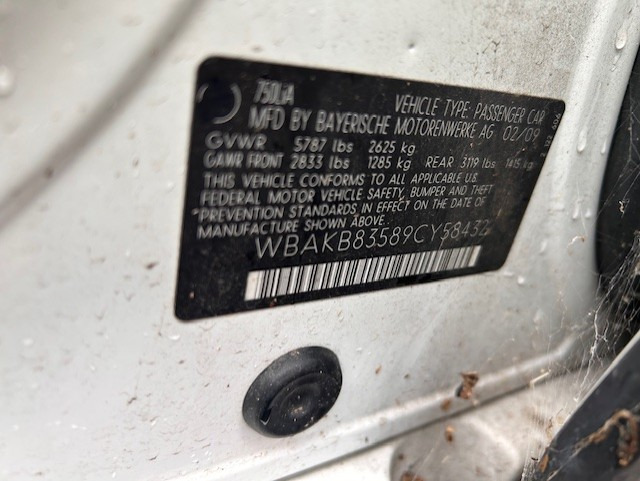 750LiA
VEHICLE TYPE: PASSENGER CAR
MFD BY BAYERISCHE MOTORENWERKE AG 02/09
GVWR 5787 lbs 2625 kg
GAWR FRONT 2833 lbs 1285 kg REAR 3119 lbs 1415 kg
THIS VEHICLE CONFORMS TO ALL APPLICABLE U.S.
FEDERAL MOTOR VEHICLE SAFETY, BUMPER AND THEFT
PREVENTION STANDARDS IN EFFECT ON THE DATE OF
MANUFACTURE SHOWN ABOVE.
WBAKB83589CY58432